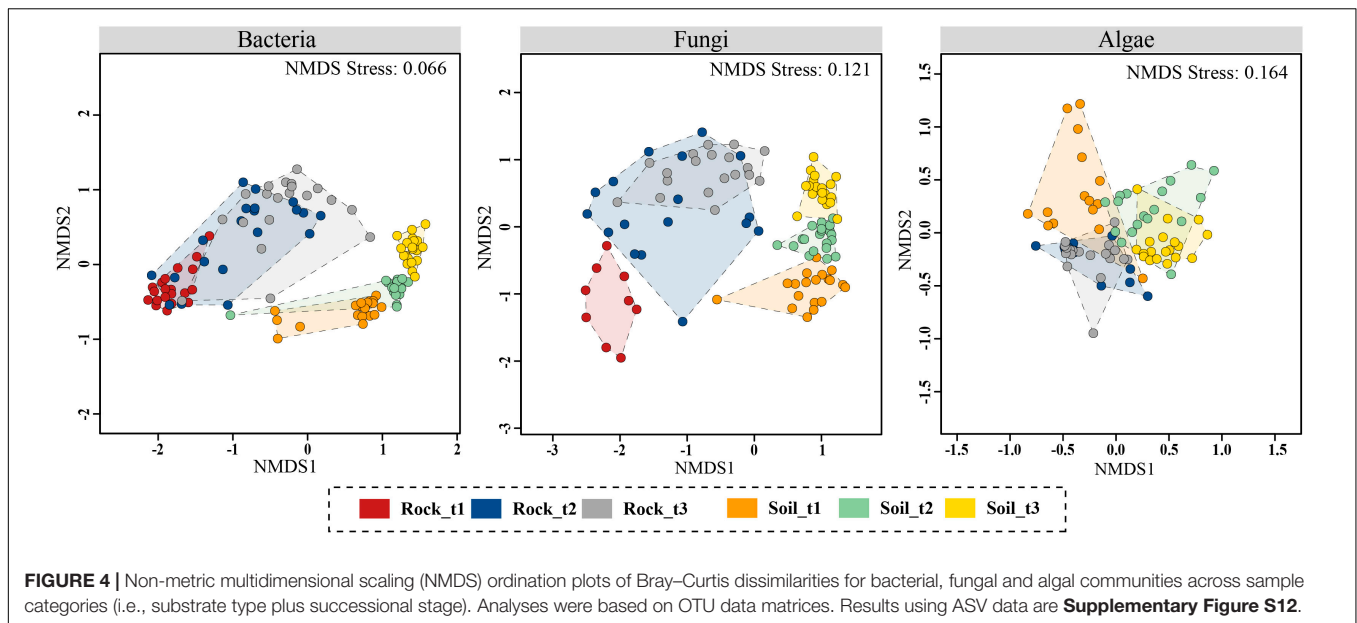 Bacteria
Fungi
Algae
NMDS Stress: 0.066
NMDS Stress: 0.121
NMDS Stress: 0.164
NMDS2
2
1
0
-1
-2
-2
-1
0
1
2
NMDS1
NMDS2
2
1
0
-1
-2
-3
-3
-2
-1
0
1
NMDS1
NMDS2
1.5
1.0
0.5
0.0
-0.5
-1.0
-1.5
-1.5
-1.0
-0.5
0.0
0.5
1.0
1.5
NMDS1
Rock_t1 Rock_t2 Rock_t3 Soil_t1 Soil_t2 Soil_t3
FIGURE 4 | Non-metric multidimensional scaling (NMDS) ordination plots of Bray–Curtis dissimilarities for bacterial, fungal and algal communities across sample
categories (i.e., substrate type plus successional stage). Analyses were based on OTU data matrices. Results using ASV data are Supplementary Figure S12.